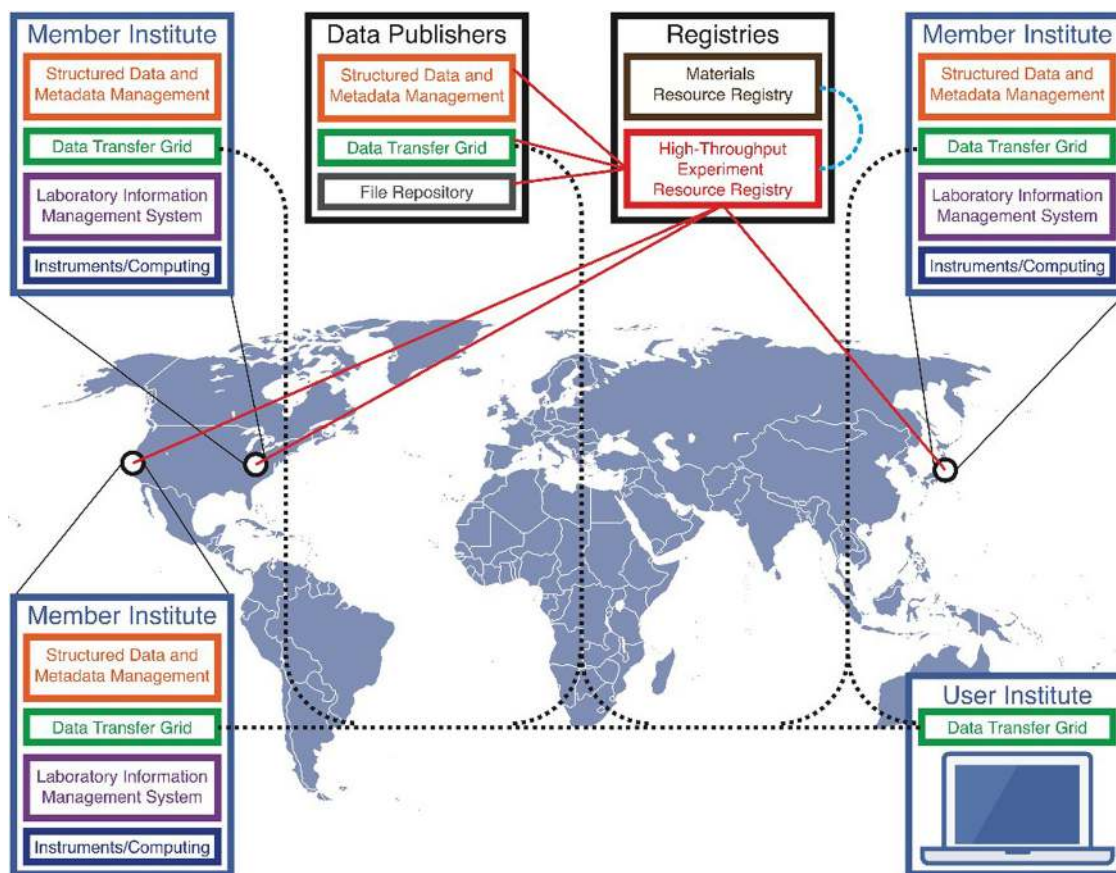 Member Institute
Structured Data and
Metadata Management
Data Transfer Grid
Laboratory Information
Management System
Instruments/Computing
Data Publishers
Structured Data and
Metadata Management
Data Transfer Grid
File Repository
Registries
Materials
Resource Registry
High-Throughput
Experiment
Resource Registry
Member Institute
Structured Data and
Metadata Management
Data Transfer Grid
Laboratory Information
Management System
Instruments/Computing
Member Institute
Structured Data and
Metadata Management
Data Transfer Grid
Laboratory Information
Management System
Instruments/Computing
User Institute
Data Transfer Grid